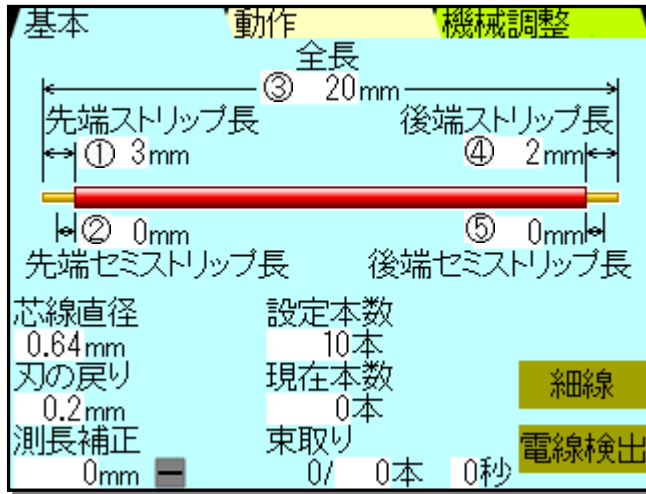 基本 動作 機械調整
全長
③ 20mm
先端ストリップ長 後端ストリップ長
① 3mm ④ 2mm
② 0mm ⑤ 0mm
先端セミストリップ長 後端セミストリップ長
芯線直径 設定本数
0.64mm 10本
刃の戻り 現在本数 細線
0.2mm 0本
測長補正 束取り 電線検出
0mm ー 0/ 0本 0秒